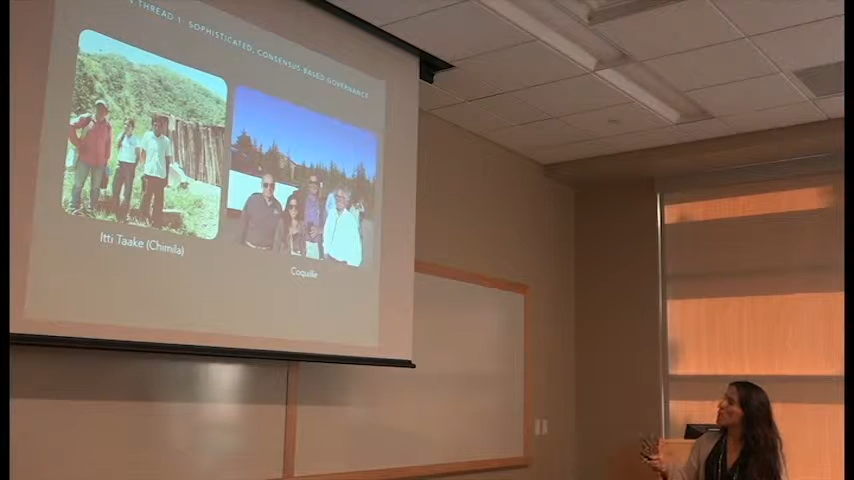 THREAD 1: SOPHISTICATED, CONSENSUS-BASED GOVERNANCE
Itti Taake (Chimila)
Coquille